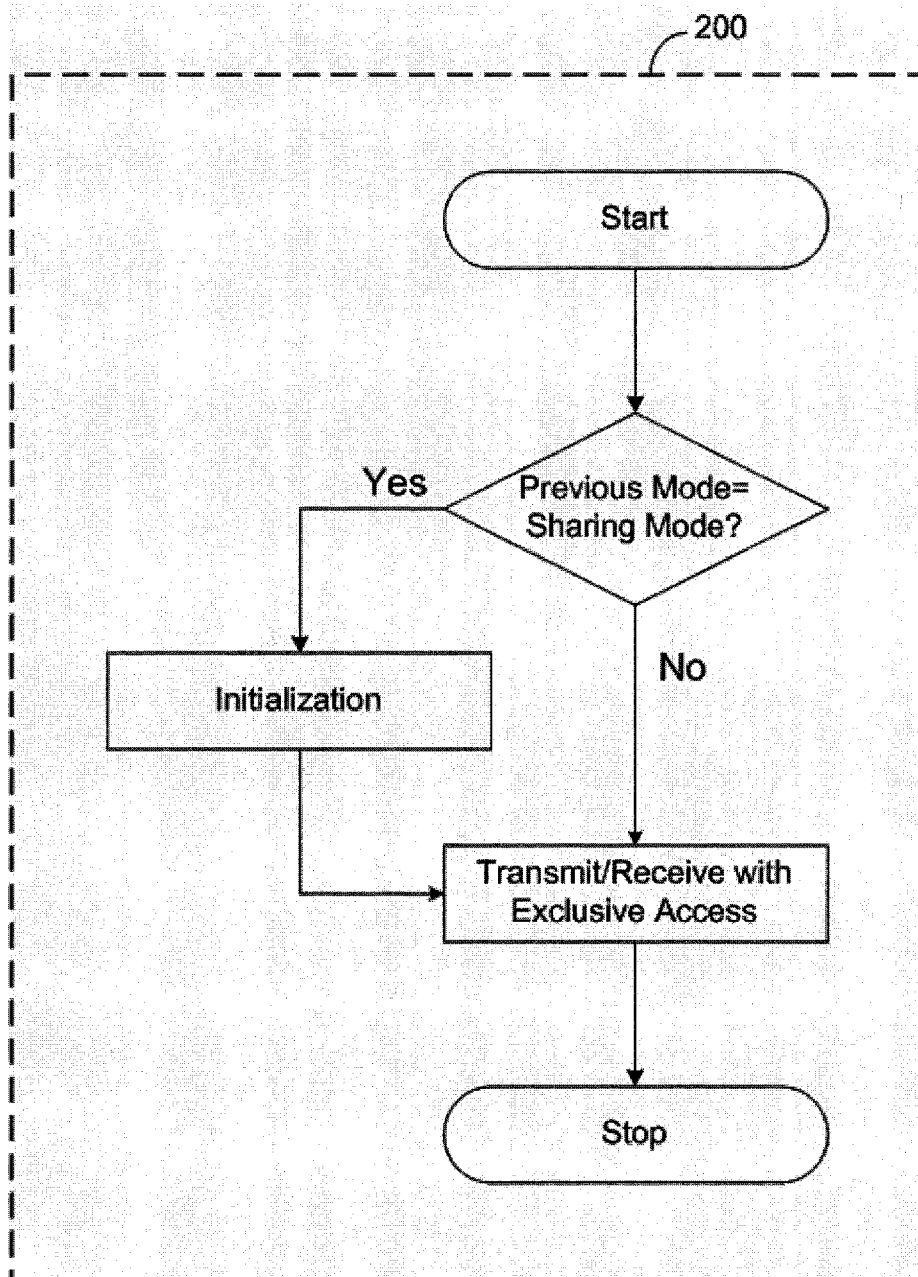 200
Start
Previous Mode=
Sharing Mode?
Yes
No
Initialization
Transmit/Receive with
Exclusive Access
Stop